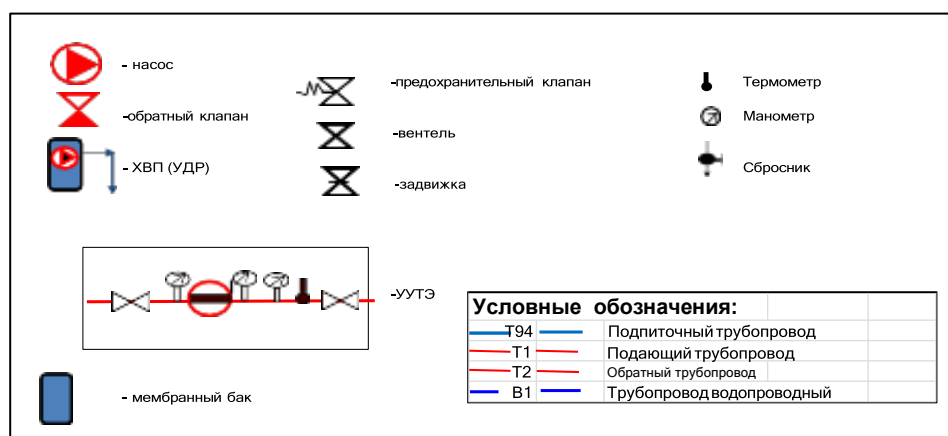 - насос
-обратный клапан
- ХВП (УДР)
-предохранительный клапан
-вентель
-задвижка
Термометр
Манометр
Сбросник
-УУТЭ
- мембранный бак
Условные обозначения:
Т94 Подпиточный трубопровод
Т1 Подающий трубопровод
Т2 Обратный трубопровод
В1 Трубопровод водопроводный